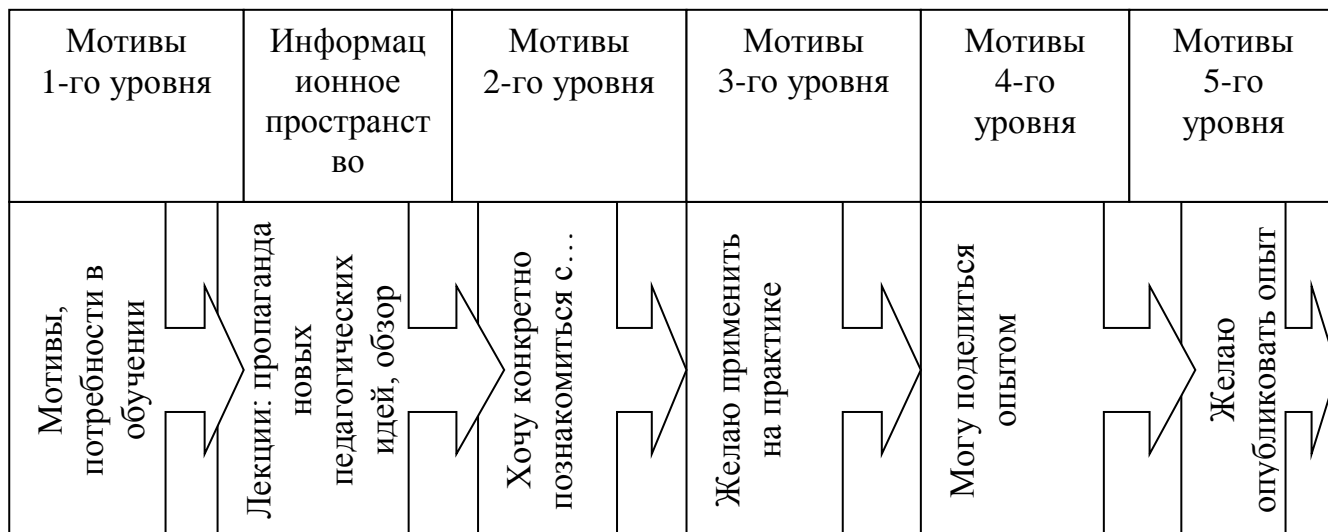 Мотивы
1-го уровня
Информац
ионное
пространст
во
Мотивы
2-го уровня
Мотивы
3-го уровня
Мотивы
4-го
уровня
Мотивы
5-го
уровня
Мотивы,
потребности в
обучении
Лекции: пропаганда
новых
педагогических
идей, обзор
Хочу конкретно
познакомиться с…
Желаю применить
на практике
Могу поделиться
опытом
Желаю
опубликовать опыт